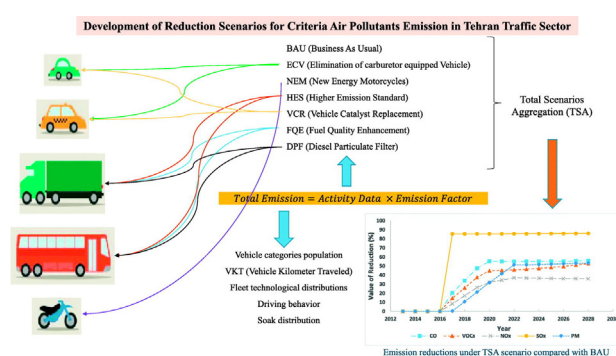 Development of Reduction Scenarios for Criteria Air Pollutants Emission in Tehran Traffic Sector
BAU (Business As Usual)
ECV (Elimination of carburetor equipped Vehicle)
NEM (New Energy Motorcycles)
HES (Higher Emission Standard)
VCR (Vehicle Catalyst Replacement)
FQE (Fuel Quality Enhancement)
DPF (Diesel Particulate Filter)
Total Scenarios
Aggregation (TSA)
Total Emission = Activity Data × Emission Factor
Vehicle categories population
VKT (Vehicle Kilometer Traveled)
Fleet technological distributions
Driving behavior
Soak distribution
Value of Reduction (%)
100
90
80
70
60
50
40
30
20
10
0
2012 2014 2016 2018 2020 2022 2024 2026 2028
Year
CO VOCs NOx SOx PM
Emission reductions under TSA scenario compared with BAU